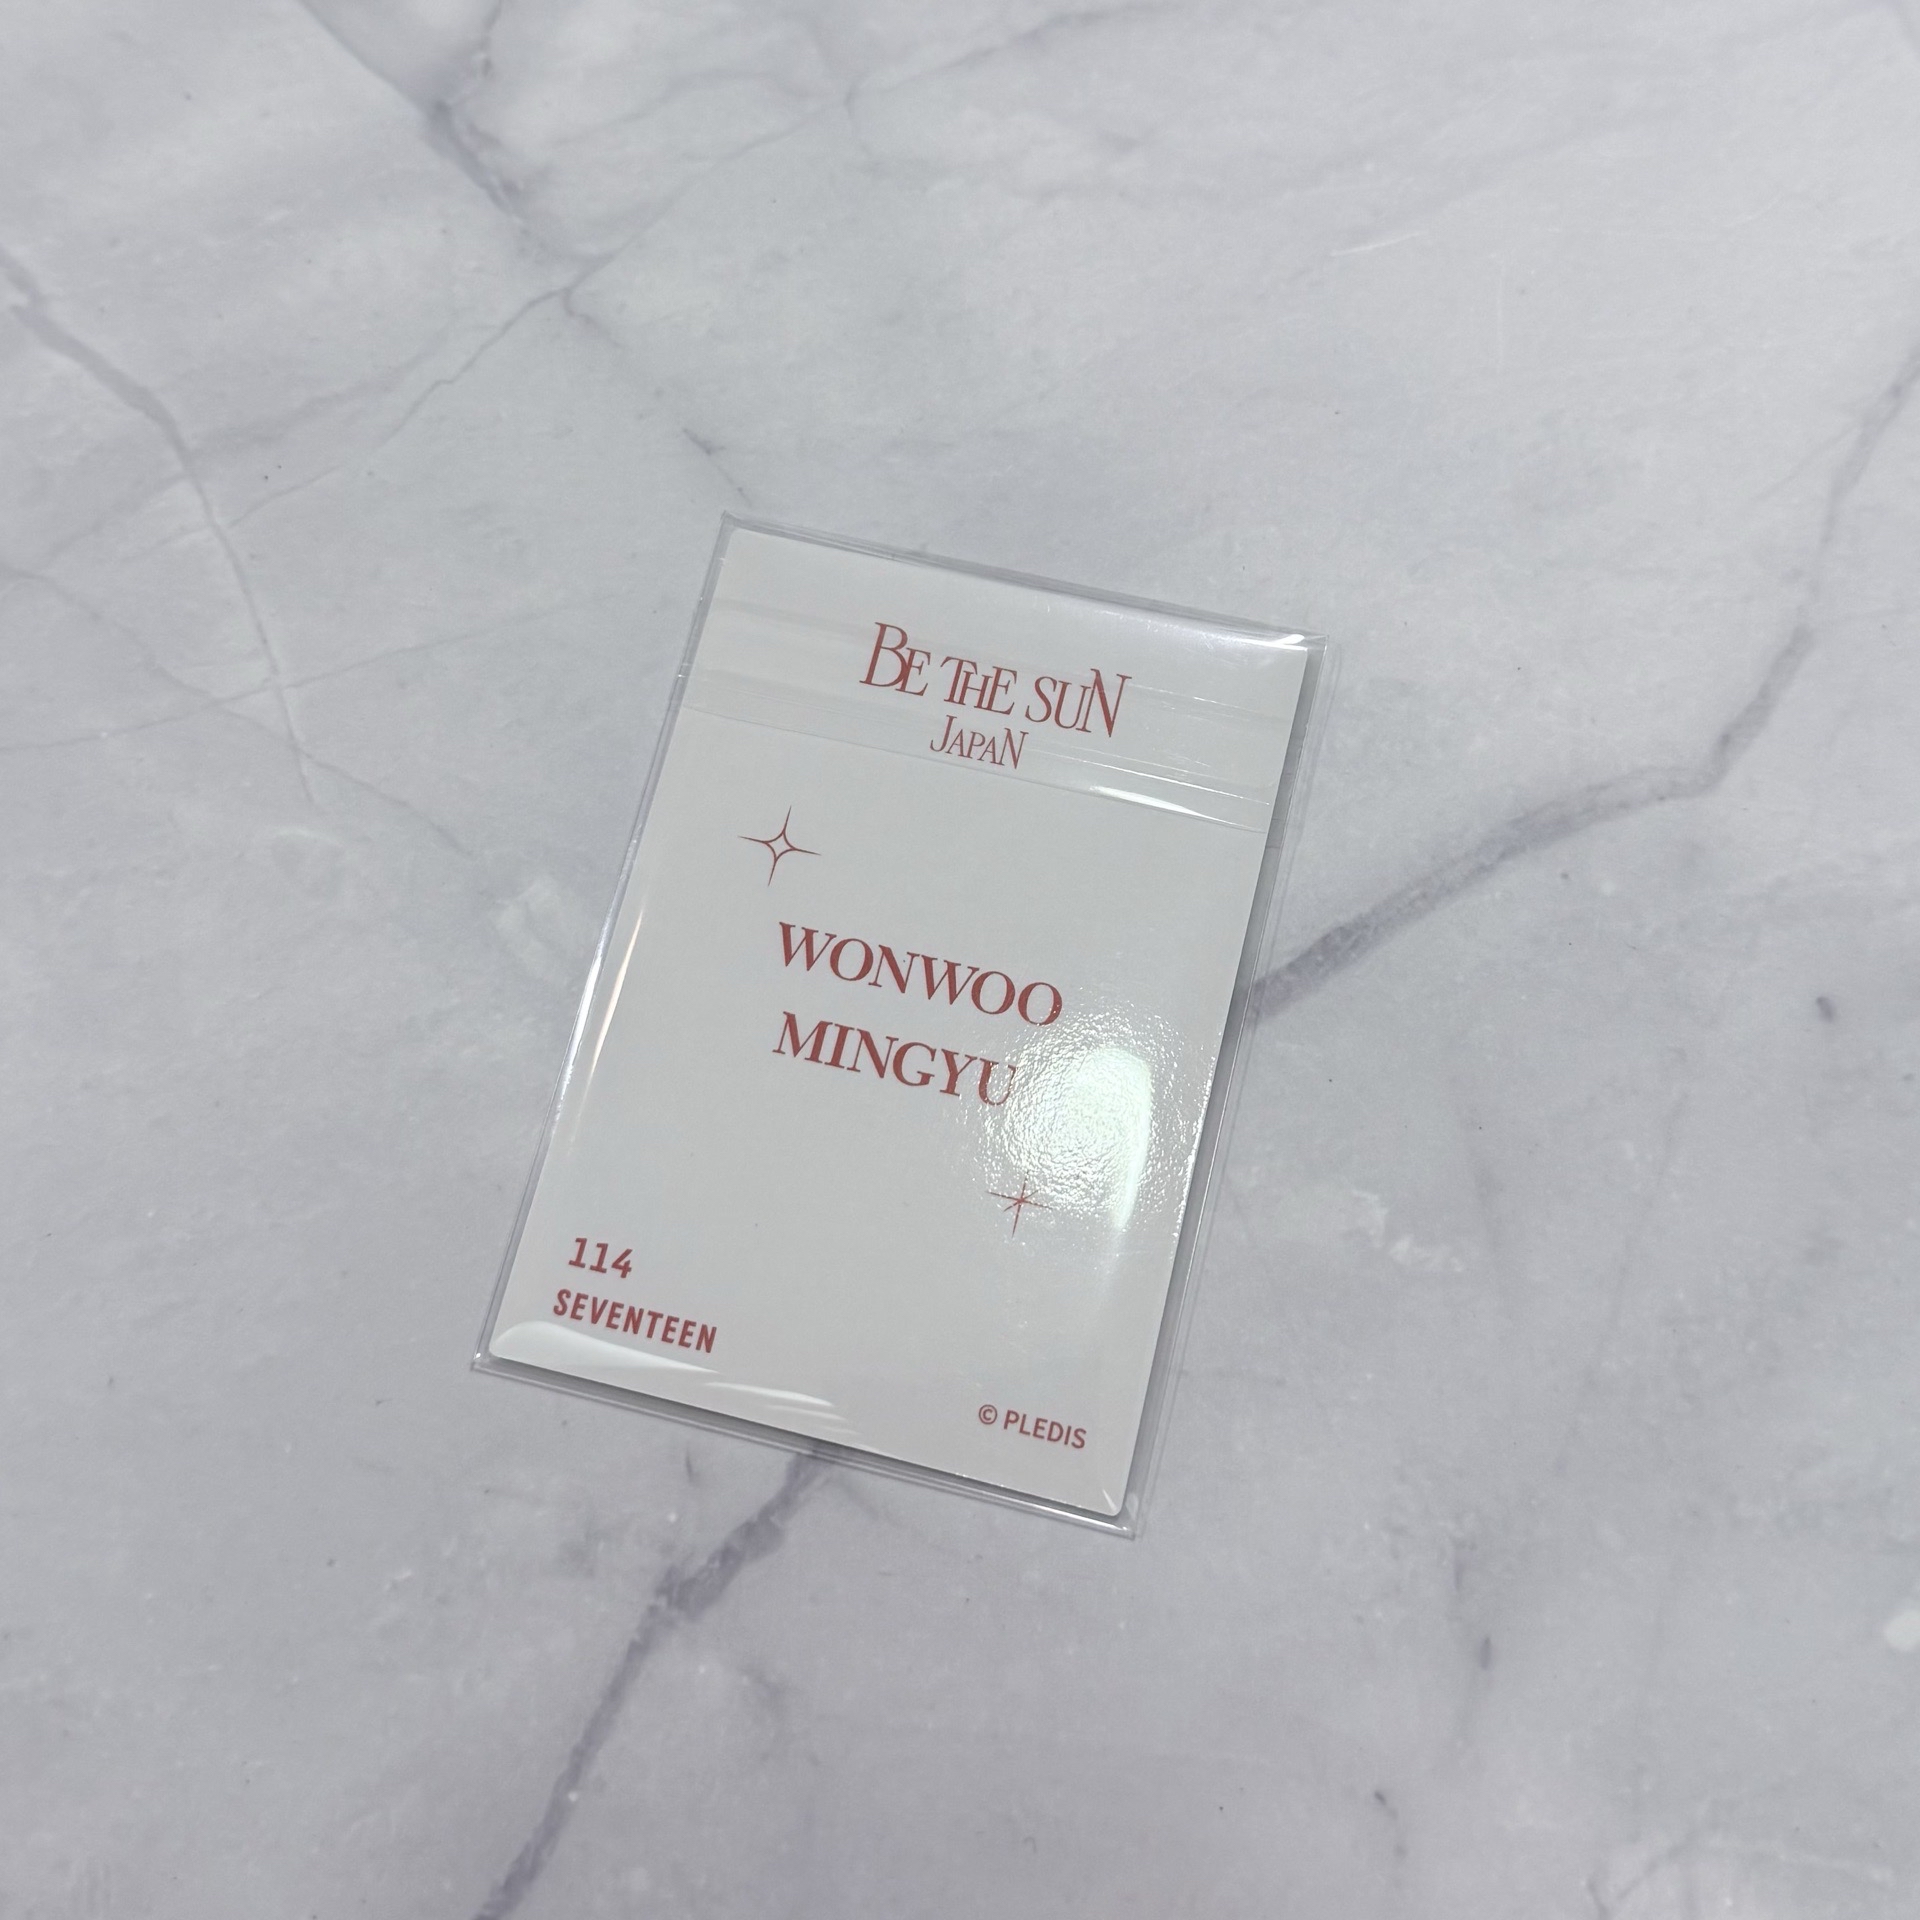 BE THE SUN
JAPAN
WONWOO
MINGYU
114
SEVENTEEN
© PLEDIS